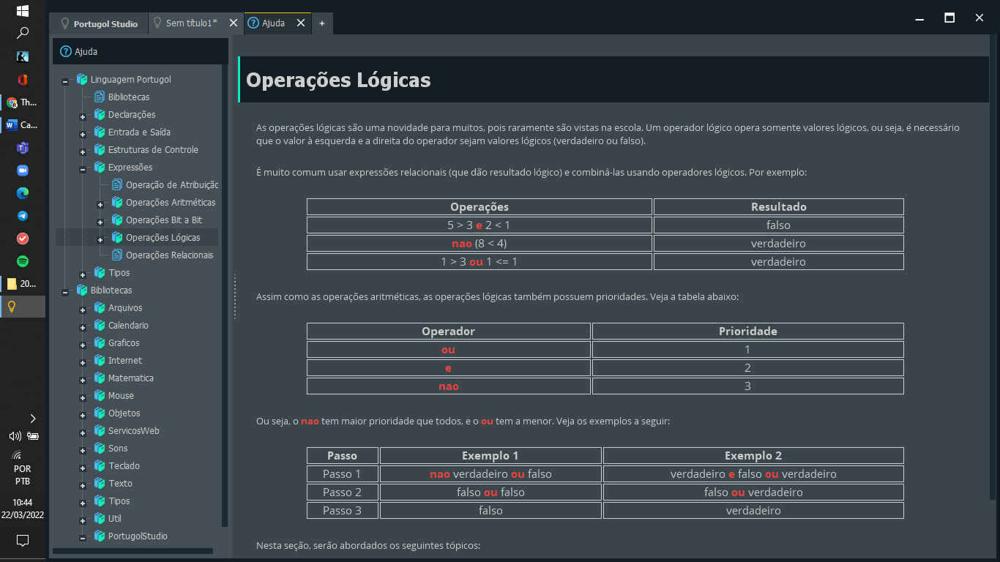 Portugol Studio
Sem título1*
Ajuda
+
Ajuda
Linguagem Portugol
Bibliotecas
Declarações
Entrada e Saída
Estruturas de Controle
Expressões
Operação de Atribuição
Operações Aritméticas
Operações Bit a Bit
Operações Lógicas
Operações Relacionais
Tipos
Bibliotecas
Arquivos
Calendario
Graficos
Internet
Matematica
Mouse
Objetos
ServicosWeb
Sons
Teclado
Texto
Tipos
Util
PortugolStudio
Th...
Ca...
20...
POR
PTB
10:44
22/03/2022
Operações Lógicas
As operações lógicas são uma novidade para muitos, pois raramente são vistas na escola. Um operador lógico opera somente valores lógicos, ou seja, é necessário
que o valor à esquerda e a direita do operador sejam valores lógicos (verdadeiro ou falso).
É muito comum usar expressões relacionais (que dão resultado lógico) e combiná-las usando operadores lógicos. Por exemplo:
Operações Resultado
5 > 3 e 2 < 1 falso
nao (8 < 4) verdadeiro
1 > 3 ou 1 <= 1 verdadeiro
Assim como as operações aritméticas, as operações lógicas também possuem prioridades. Veja a tabela abaixo:
Operador Prioridade
ou 1
e 2
nao 3
Ou seja, o nao tem maior prioridade que todos, e o ou tem a menor. Veja os exemplos a seguir:
Passo Exemplo 1 Exemplo 2
Passo 1 nao verdadeiro ou falso verdadeiro e falso ou verdadeiro
Passo 2 falso ou falso falso ou verdadeiro
Passo 3 falso verdadeiro
Nesta seção, serão abordados os seguintes tópicos: